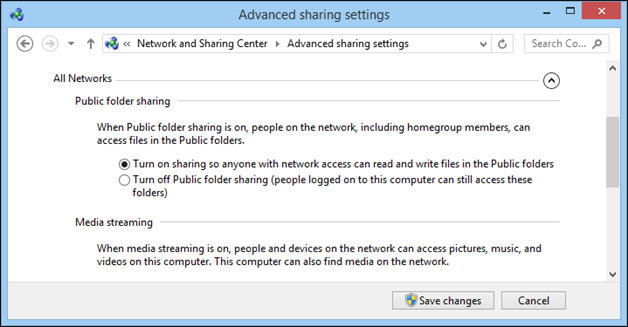 Advanced sharing settings
« Network and Sharing Center Advanced sharing settings
Search Co...
All Networks
Public folder sharing
When Public folder sharing is on, people on the network, including homegroup members, can
access files in the Public folders.
Turn on sharing so anyone with network access can read and write files in the Public folders
Turn off Public folder sharing (people logged on to this computer can still access these
folders)
Media streaming
When media streaming is on, people and devices on the network can access pictures, music, and
videos on this computer. This computer can also find media on the network.
Save changes
Cancel